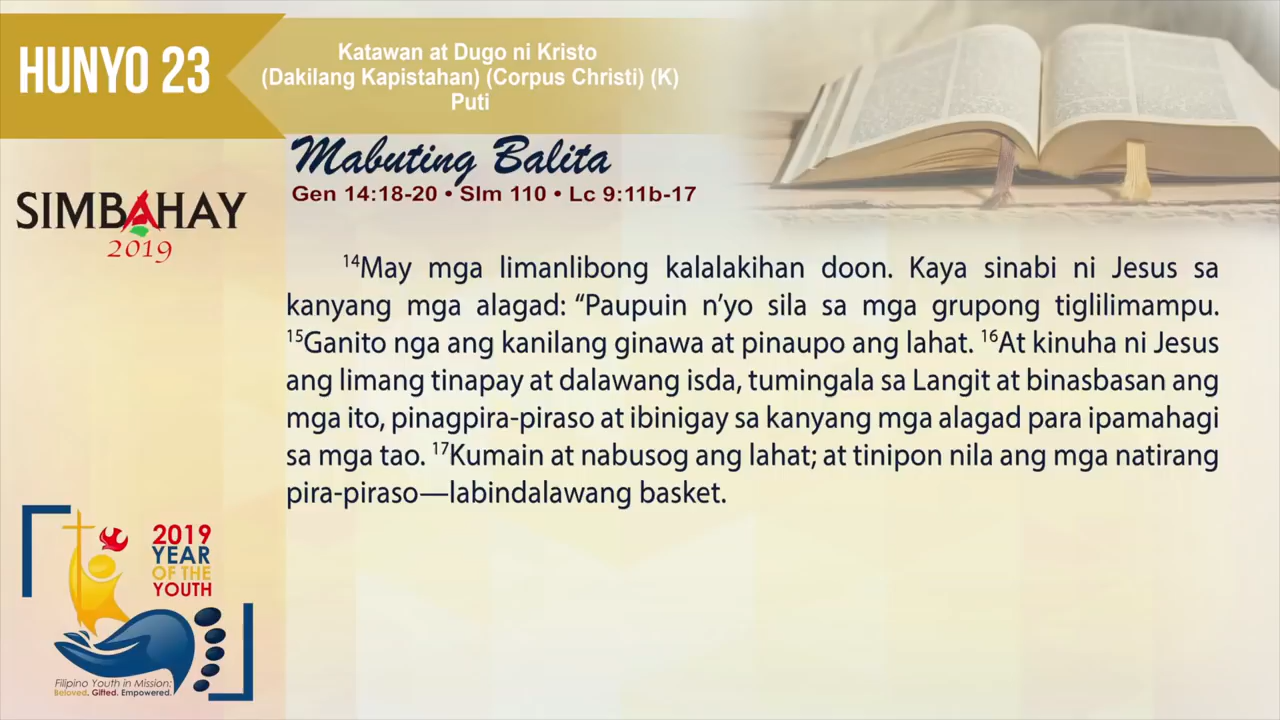 HUNYO 23
Katawan at Dugo ni Kristo
(Dakilang Kapistahan) (Corpus Christi) (K)
Puti
Mabuting Balita
Gen 14:18-20 • Slm 110 • Lc 9:11b-17
SIMBAHAY
2019
14May mga limanlibong kalalakihan doon. Kaya sinabi ni Jesus sa
kanyang mga alagad: “Paupuin n’yo sila sa mga grupong tiglilimampu.
15Ganito nga ang kanilang ginawa at pinaupo ang lahat. 16At kinuha ni Jesus
ang limang tinapay at dalawang isda, tumingala sa Langit at binasbasan ang
mga ito, pinagpira-piraso at ibinigay sa kanyang mga alagad para ipamahagi
sa mga tao. 17Kumain at nabusog ang lahat; at tinipon nila ang mga natirang
pira-piraso—labindalawang basket.
2019
YEAR
OF THE
YOUTH
Filipino Youth in Mission:
Beloved. Gifted. Empowered.